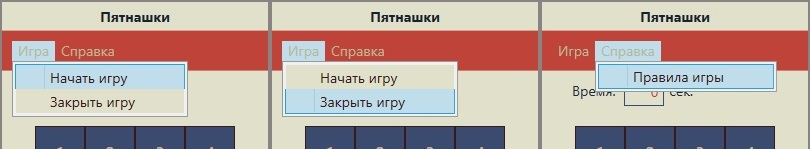 Пятнашки
Игра Справка
Начать игру
Закрыть игру
Пятнашки
Игра Справка
Начать игру
Закрыть игру
Пятнашки
Игра Справка
Правила игры
Время: 0 сек.